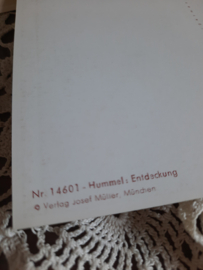 Nr. 14601 - Hummel: Entdeckung
© Verlag Josef Müller, München